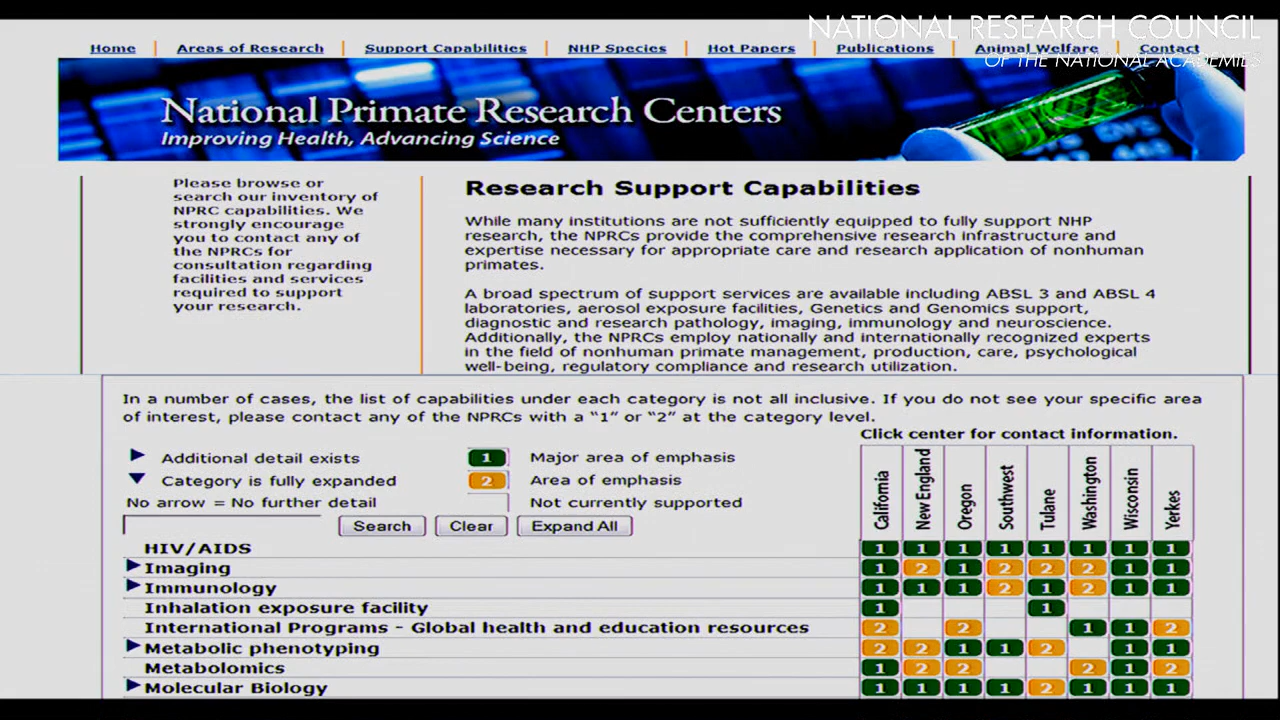 NATIONAL RESEARCH COUNCIL
OF THE NATIONAL ACADEMIES
Home | Areas of Research | Support Capabilities | NHP Species | Hot Papers | Publications | Animal Welfare | Contact
National Primate Research Centers
Improving Health, Advancing Science
Please browse or
search our inventory of
NPRC capabilities. We
strongly encourage
you to contact any of
the NPRCs for
consultation regarding
facilities and services
required to support
your research.
Research Support Capabilities
While many institutions are not sufficiently equipped to fully support NHP
research, the NPRCs provide the comprehensive research infrastructure and
expertise necessary for appropriate care and research application of nonhuman
primates.
A broad spectrum of support services are available including ABSL 3 and ABSL 4
laboratories, aerosol exposure facilities, Genetics and Genomics support,
diagnostic and research pathology, imaging, immunology and neuroscience.
Additionally, the NPRCs employ nationally and internationally recognized experts
in the field of nonhuman primate management, production, care, psychological
well-being, regulatory compliance and research utilization.
In a number of cases, the list of capabilities under each category is not all inclusive. If you do not see your specific area
of interest, please contact any of the NPRCs with a “1” or “2” at the category level.
Click center for contact information.
Additional detail exists 1 Major area of emphasis
Category is fully expanded 2 Area of emphasis
No arrow = No further detail Not currently supported
Search Clear Expand All
California New England Oregon Southwest Tulane Washington Wisconsin Yerkes
HIV/AIDS 1 1 1 1 1 1 1 1
Imaging 1 2 1 2 2 2 1 1
Immunology 1 1 1 2 1 2 1 1
Inhalation exposure facility 1 1
International Programs - Global health and education resources 2 2 1 1 2
Metabolic phenotyping 2 2 1 1 2 1 1
Metabolomics 1 2 2 2 1 2
Molecular Biology 1 1 1 1 2 1 1 1